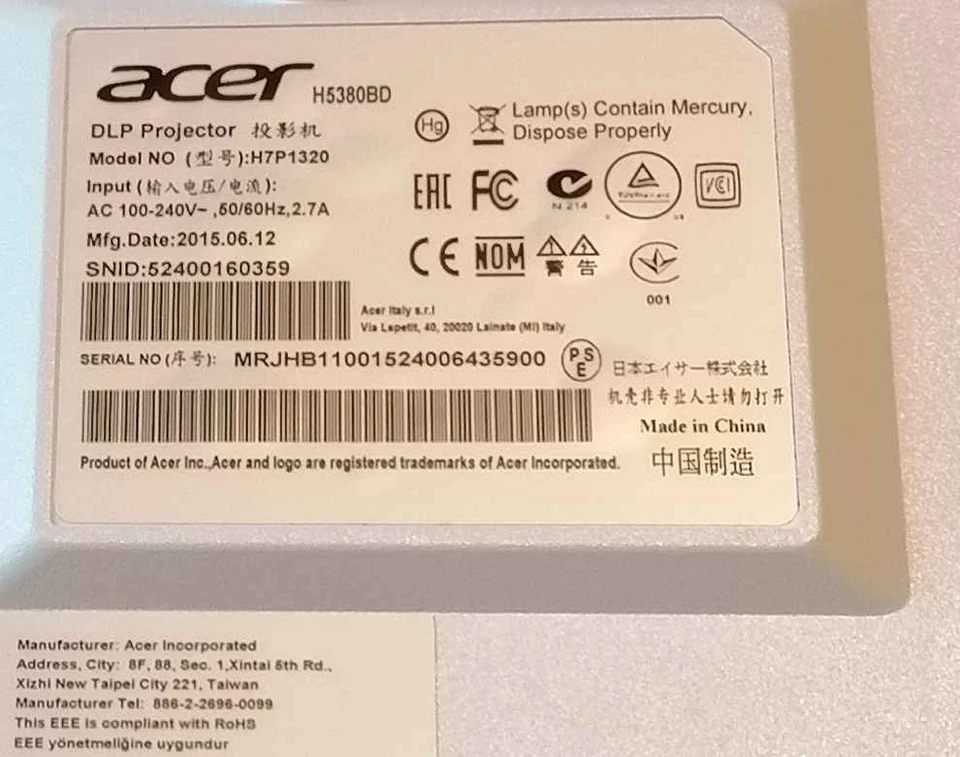 acer H5380BD
DLP Projector 投影机
Model NO (型号):H7P1320
Input (输入电压/电流):
AC 100-240V~ ,50/60Hz,2.7A
Mfg.Date:2015.06.12
SNID:52400160359
Hg Lamp(s) Contain Mercury,
Dispose Properly
EAC FC N 214 VCCI
CE NOM 警告
001
Acer Italy s.r.l
Via Lepetit, 40, 20020 Lainate (MI) Italy
SERIAL NO (序号): MRJHB11001524006435900 PSE
日本エイサー株式会社
机壳非专业人士请勿打开
Made in China
中国制造
Product of Acer Inc.,Acer and logo are registered trademarks of Acer Incorporated.
Manufacturer: Acer Incorporated
Address, City: 8F, 88, Sec. 1,Xintai 5th Rd.,
Xizhi New Taipei City 221, Taiwan
Manufacturer Tel: 886-2-2696-0099
This EEE is compliant with RoHS
EEE yönetmeliğine uygundur